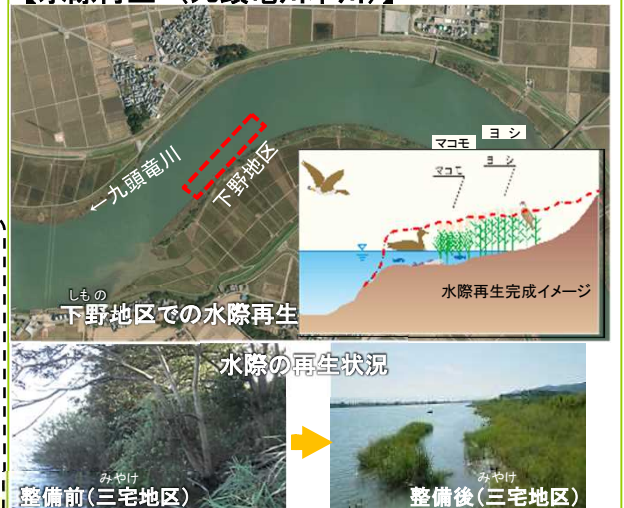 【水際再生（九頭竜川下流）】
←九頭竜川
下野地区
マコモ
ヨシ
マコモ
ヨシ
水際再生完成イメージ
しもの
下野地区での水際再生
水際の再生状況
みやけ
整備前（三宅地区）
みやけ
整備後（三宅地区）